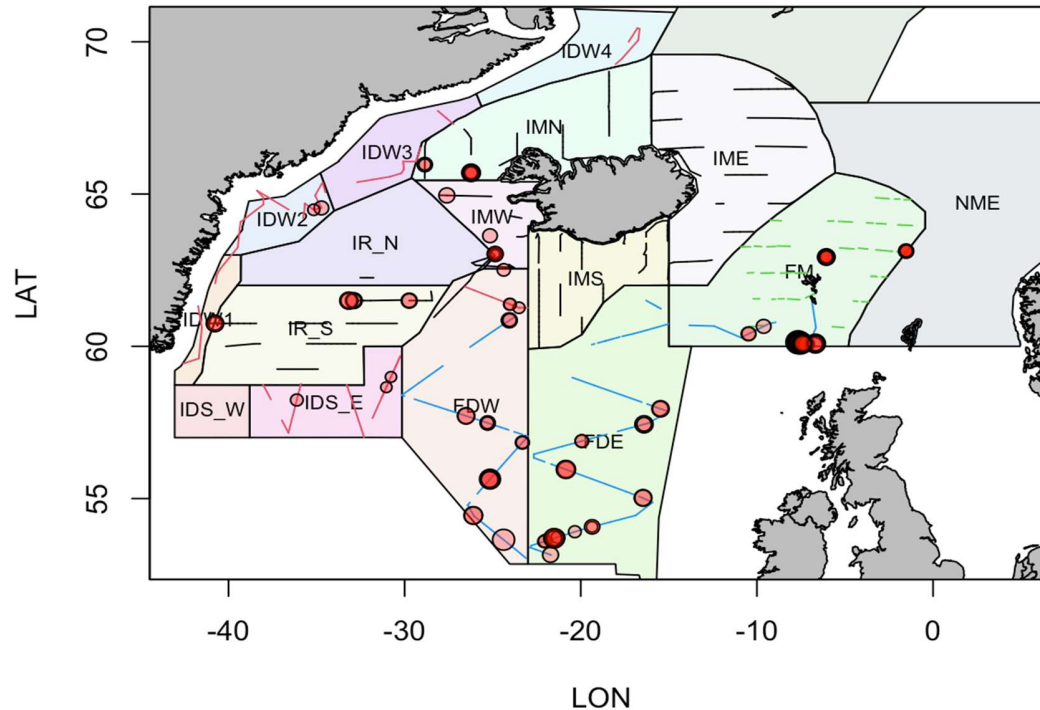 70
IDW4
IMN
IDW3
IME
65
IDW2
IMW
NME
IR_N
LAT
IMS
FM
IDW1
IR_S
60
IDS_W
IDS_E
FDW
FDE
55
-40
-30
-20
-10
0
LON